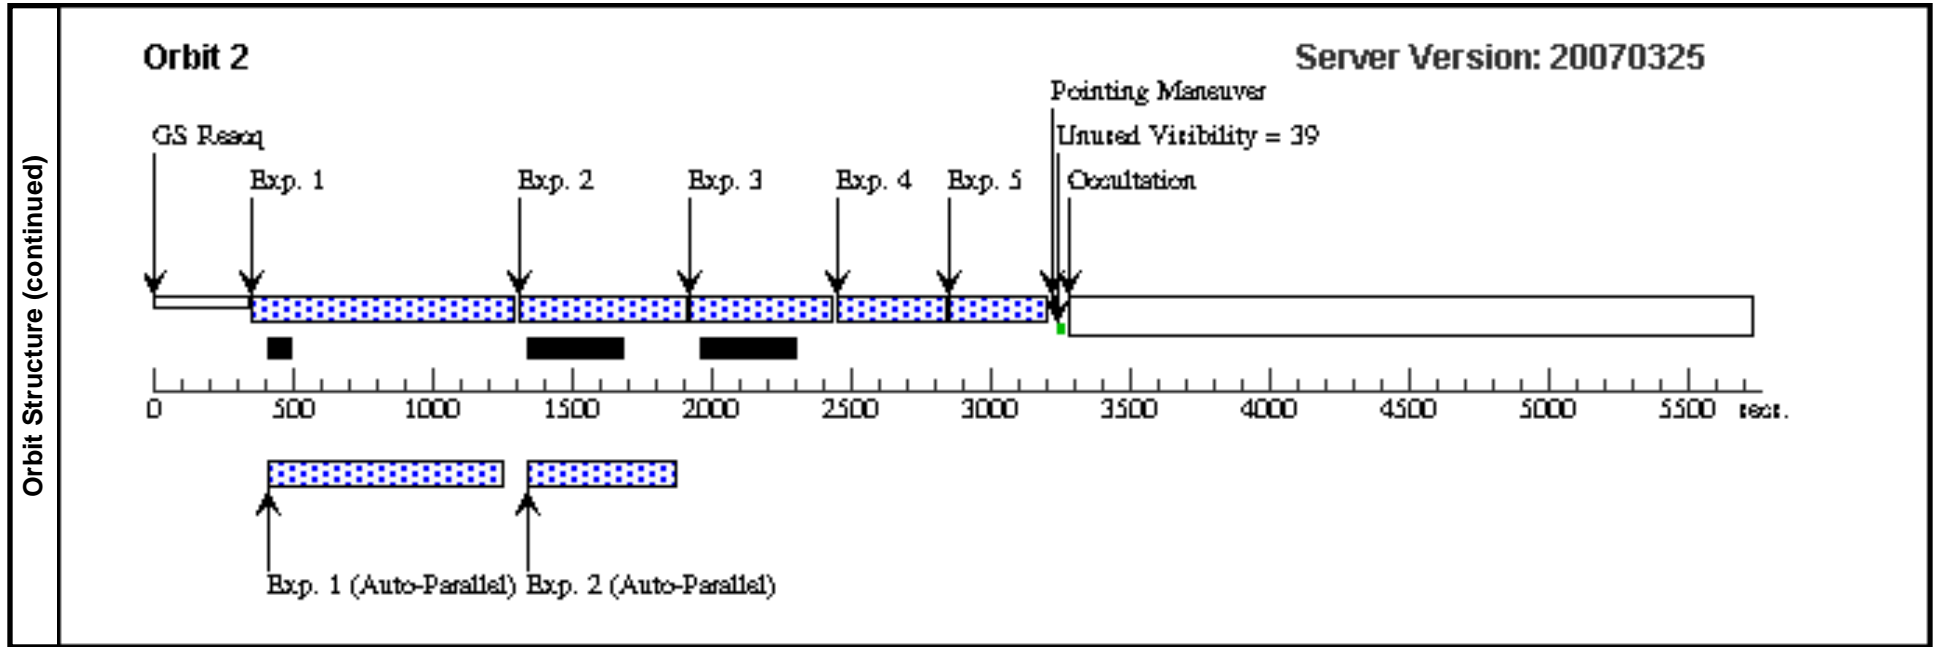 Orbit Structure (continued)
Orbit 2
Server Version: 20070325
Pointing Maneuver
GS Reacq
Unused Visibility = 39
Exp. 1
Exp. 2
Exp. 3
Exp. 4
Exp. 5
Occultation
0 500 1000 1500 2000 2500 3000 3500 4000 4500 5000 5500 secs.
Exp. 1 (Auto-Parallel) Exp. 2 (Auto-Parallel)